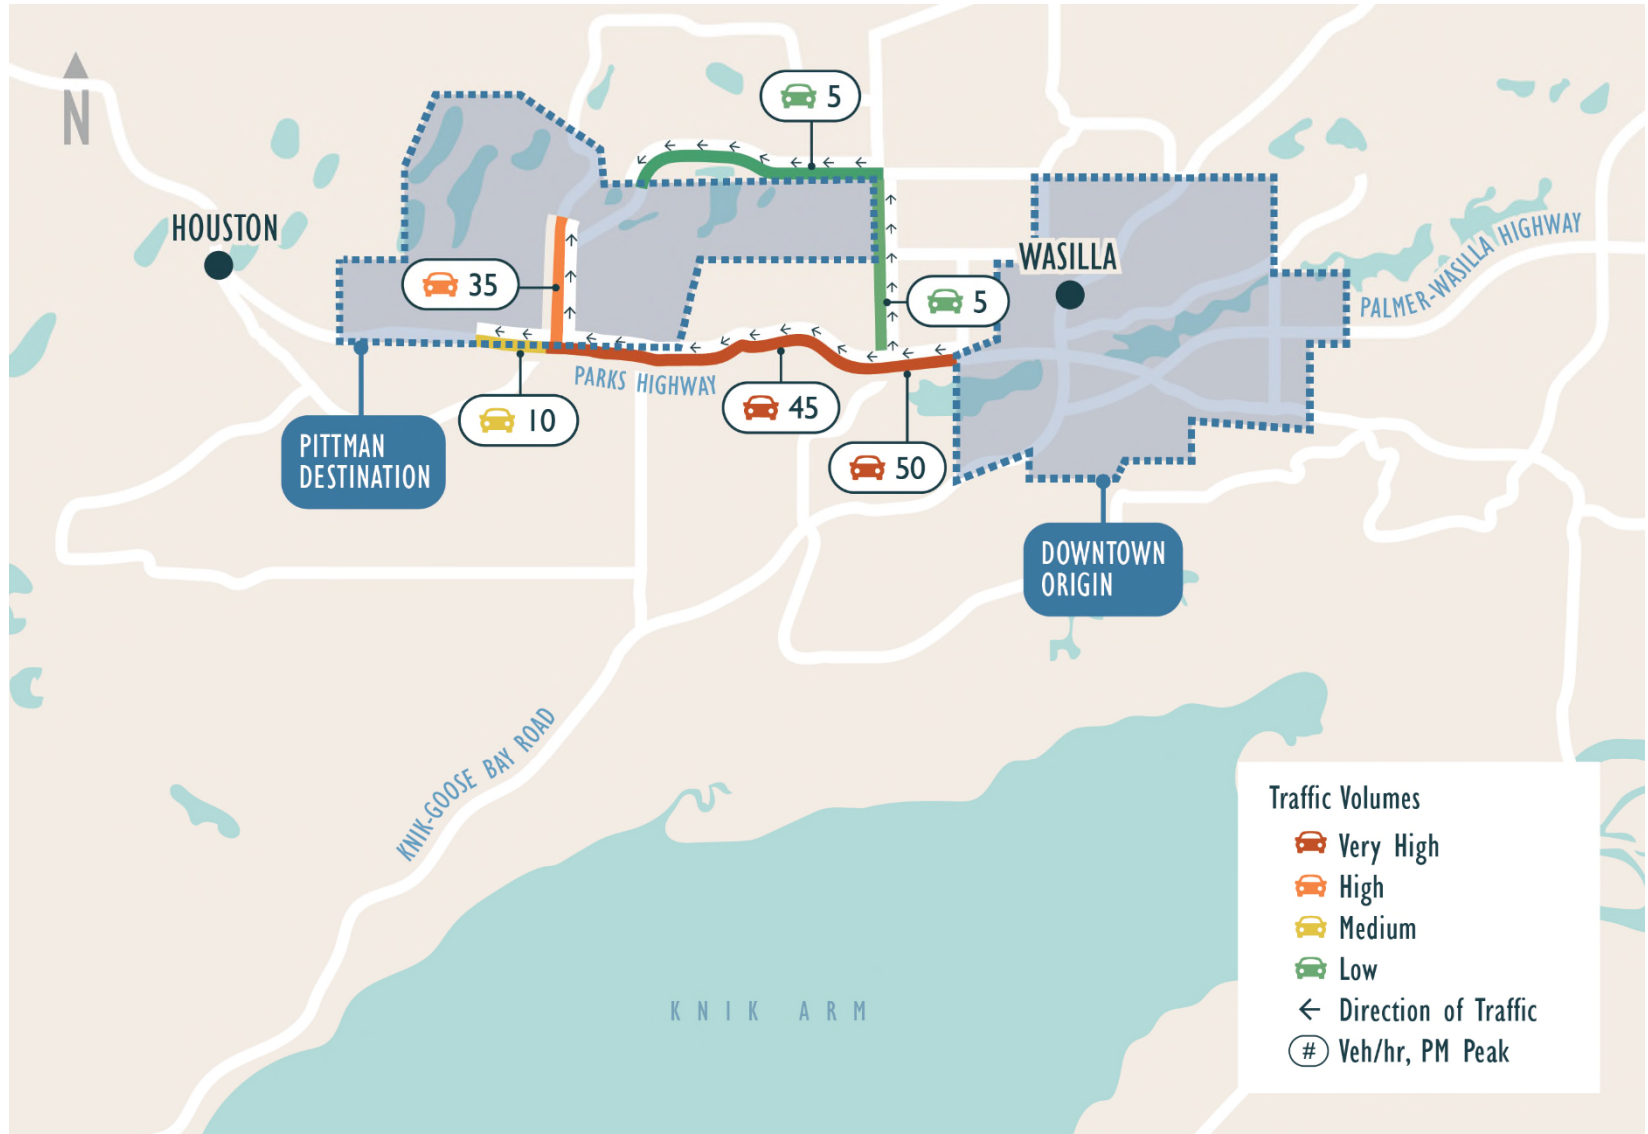 N
5
HOUSTON
WASILLA
PALMER-WASILLA HIGHWAY
35
5
PARKS HIGHWAY
10
45
50
PITTMAN
DESTINATION
DOWNTOWN
ORIGIN
KNIK-GOOSE BAY ROAD
KNIK ARM
Traffic Volumes
Very High
High
Medium
Low
Direction of Traffic
# Veh/hr, PM Peak